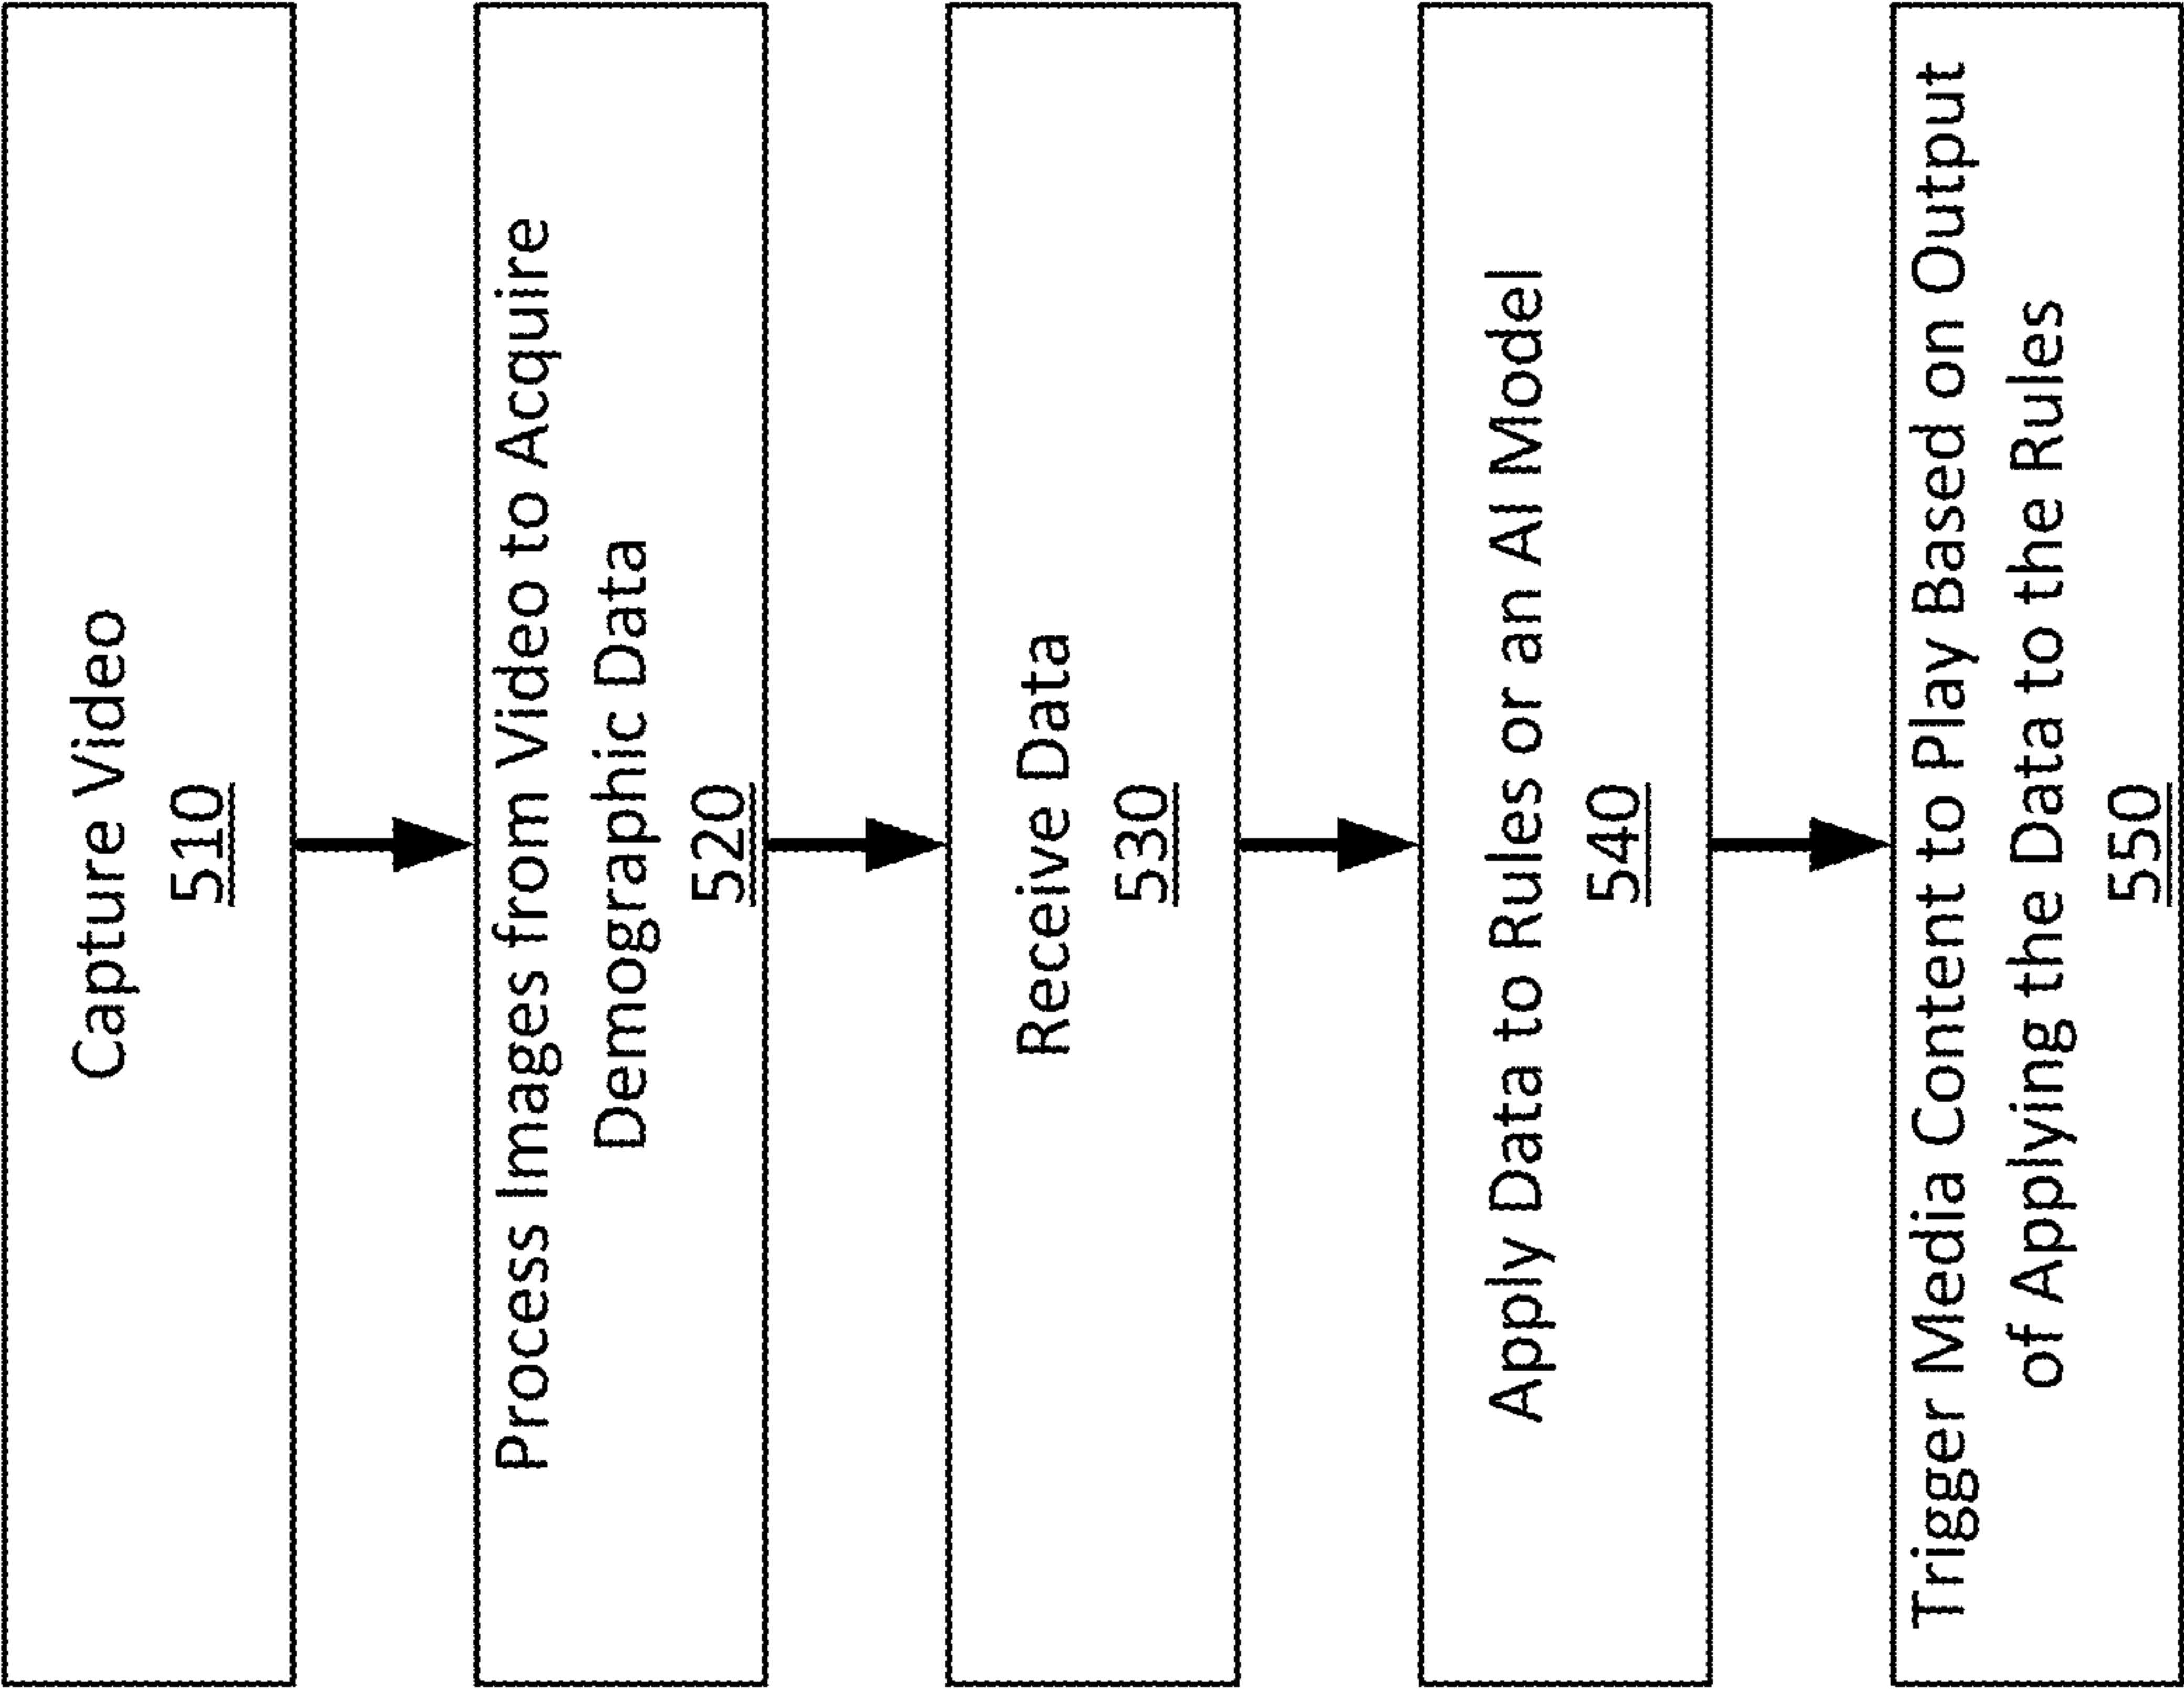 Capture Video
510
Process Images from Video to Acquire
Demographic Data
520
Receive Data
530
Apply Data to Rules or an AI Model
540
Trigger Media Content to Play Based on Output
of Applying the Data to the Rules
550